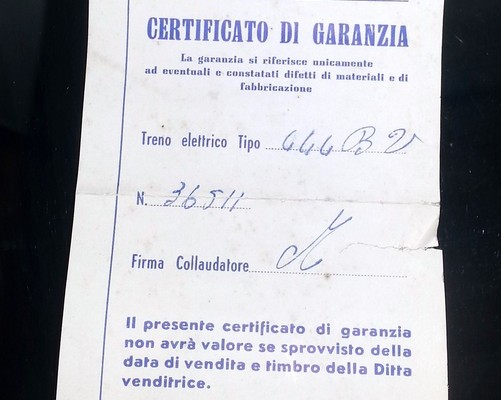 CERTIFICATO DI GARANZIA
La garanzia si riferisce unicamente
ad eventuali e constatati difetti di materiali e di
fabbricazione
Treno elettrico Tipo 444 B V
N. 36511
Firma Collaudatore
Il presente certificato di garanzia
non avrà valore se sprovvisto della
data di vendita e timbro della Ditta
venditrice.